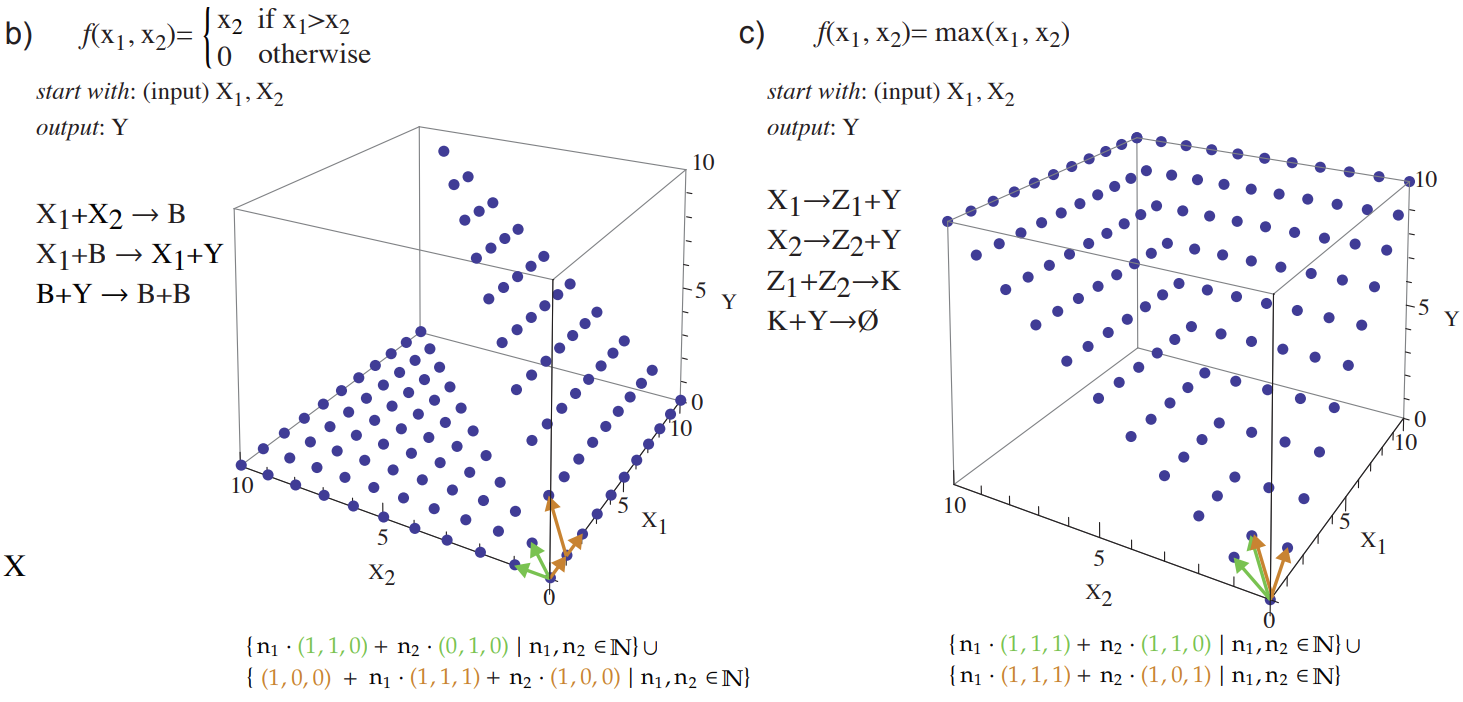 b) f(x₁, x₂)= { x₂ if x₁>x₂
0 otherwise
start with: (input) X₁, X₂
output: Y
X₁+X₂ → B
X₁+B → X₁+Y
B+Y → B+B
10
5
0
Y
10
5
X₁
10
5
X₂
0
X
{n₁ · (1, 1, 0) + n₂ · (0, 1, 0) | n₁, n₂ ∈ ℕ} ∪
{ (1, 0, 0) + n₁ · (1, 1, 1) + n₂ · (1, 0, 0) | n₁, n₂ ∈ ℕ}
c) f(x₁, x₂)= max(x₁, x₂)
start with: (input) X₁, X₂
output: Y
X₁→Z₁+Y
X₂→Z₂+Y
Z₁+Z₂→K
K+Y→Ø
10
5
0
Y
10
5
X₁
10
5
X₂
0
{n₁ · (1, 1, 1) + n₂ · (1, 1, 0) | n₁, n₂ ∈ ℕ} ∪
{n₁ · (1, 1, 1) + n₂ · (1, 0, 1) | n₁, n₂ ∈ ℕ}